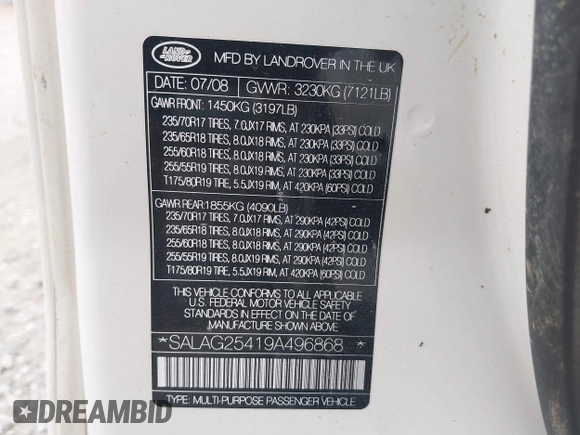 LAND-
ROVER
MFD BY LANDROVER IN THE UK
DATE: 07/08 GVWR: 3230KG (7121LB)
GAWR FRONT: 1450KG (3197LB)
235/70R17 TIRES, 7.0JX17 RIMS, AT 230KPA (33PSI) COLD
235/65R18 TIRES, 8.0JX18 RIMS, AT 230KPA (33PSI) COLD
255/60R18 TIRES, 8.0JX18 RIMS, AT 230KPA (33PSI) COLD
255/55R19 TIRES, 8.0JX19 RIMS, AT 230KPA (33PSI) COLD
T175/80R19 TIRE, 5.5JX19 RIM, AT 420KPA (60PSI) COLD
GAWR REAR:1855KG (4090LB)
235/70R17 TIRES, 7.0JX17 RIMS, AT 290KPA (42PSI) COLD
235/65R18 TIRES, 8.0JX18 RIMS, AT 290KPA (42PSI) COLD
255/60R18 TIRES, 8.0JX18 RIMS, AT 290KPA (42PSI) COLD
255/55R19 TIRES, 8.0JX19 RIMS, AT 290KPA (42PSI) COLD
T175/80R19 TIRE, 5.5JX19 RIM, AT 420KPA (60PSI) COLD
THIS VEHICLE CONFORMS TO ALL APPLICABLE
U.S. FEDERAL MOTOR VEHICLE SAFETY
STANDARDS IN EFFECT ON THE DATE OF
MANUFACTURE SHOWN ABOVE
*SALAG25419A496868*
TYPE: MULTI-PURPOSE PASSENGER VEHICLE
DREAMBID